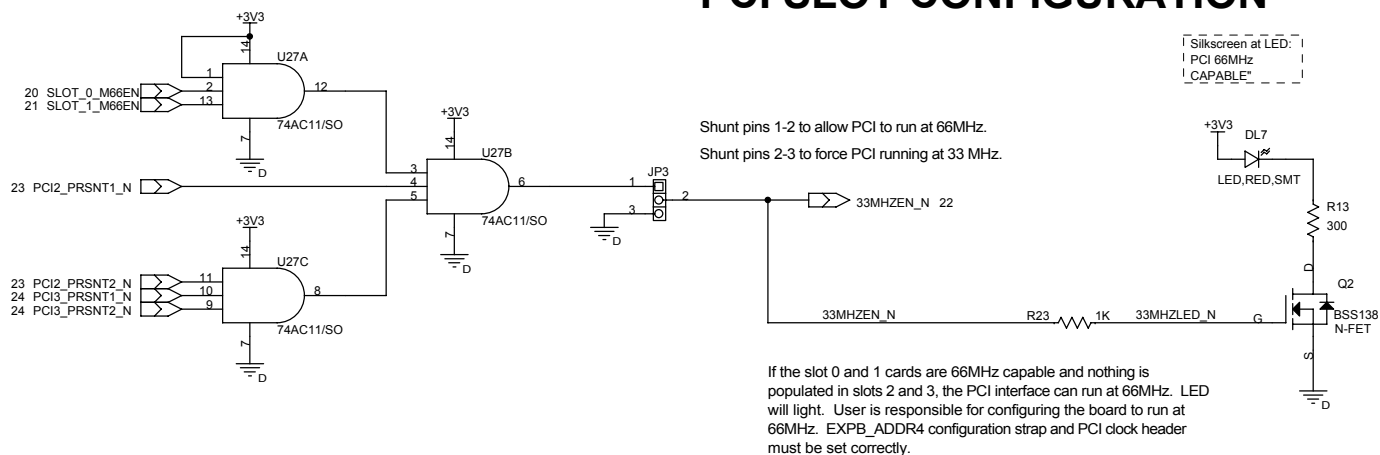 PCI SLOT CONFIGURATION
+3V3
14
U27A
1
2
13
12
20 SLOT_0_M66EN
21 SLOT_1_M66EN
7
74AC11/SO
D
+3V3
14
U27B
3
4
5
6
23 PCI2_PRSNT1_N
7
74AC11/SO
D
+3V3
14
U27C
11
10
9
8
23 PCI2_PRSNT2_N
24 PCI3_PRSNT1_N
24 PCI3_PRSNT2_N
7
74AC11/SO
D
Shunt pins 1-2 to allow PCI to run at 66MHz.
Shunt pins 2-3 to force PCI running at 33 MHz.
JP3
1
2
3
D
33MHZEN_N 22
Silkscreen at LED:
PCI 66MHz
CAPABLE"
+3V3
DL7
LED,RED,SMT
R13
300
D
Q2
BSS138
N-FET
G
S
D
33MHZEN_N
R23
1K
33MHZLED_N
If the slot 0 and 1 cards are 66MHz capable and nothing is
populated in slots 2 and 3, the PCI interface can run at 66MHz. LED
will light. User is responsible for configuring the board to run at
66MHz. EXPB_ADDR4 configuration strap and PCI clock header
must be set correctly.